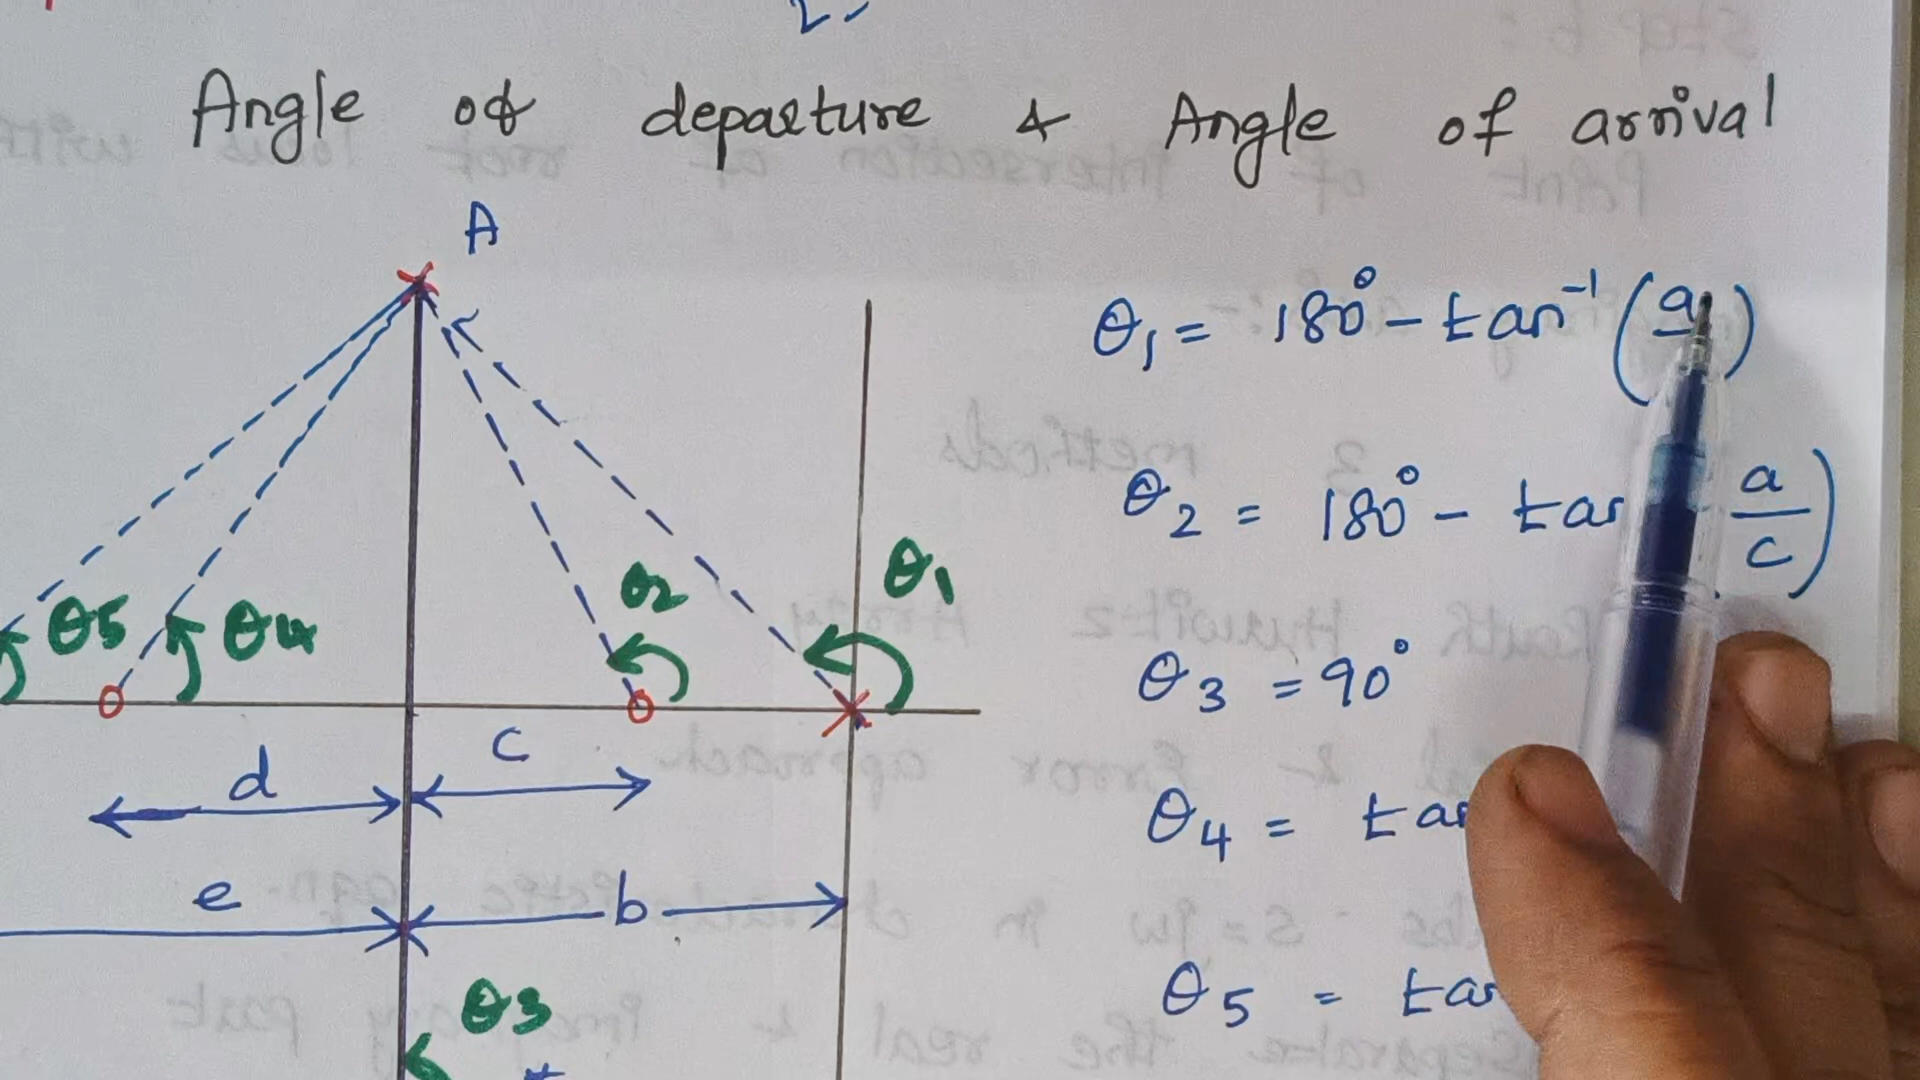 Angle of departure & Angle of arrival
A
θ1 = 180° - tan⁻¹ (a
θ2 = 180° - tan a/c)
θ1
θ2
θ5
θ4
θ3 = 90°
c
d
θ4 = tan
e
b
θ3
θ5 = tan